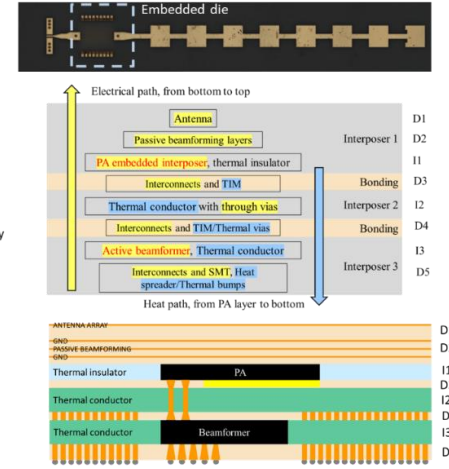 Embedded die
Electrical path, from bottom to top
Antenna
D1
Passive beamforming layers
Interposer 1
D2
PA embedded interposer, thermal insulator
I1
Interconnects and TIM
Bonding
D3
Thermal conductor with through vias
Interposer 2
I2
Interconnects and TIM/Thermal vias
Bonding
D4
Active beamformer, Thermal conductor
I3
Interposer 3
Interconnects and SMT, Heat
spreader/Thermal bumps
D5
Heat path, from PA layer to bottom
y
ANTENNA ARRAY
D
GND
PASSIVE BEAMFORMING
D
GND
Thermal insulator
PA
I1
D
Thermal conductor
I2
D
Thermal conductor
Beamformer
I3
D